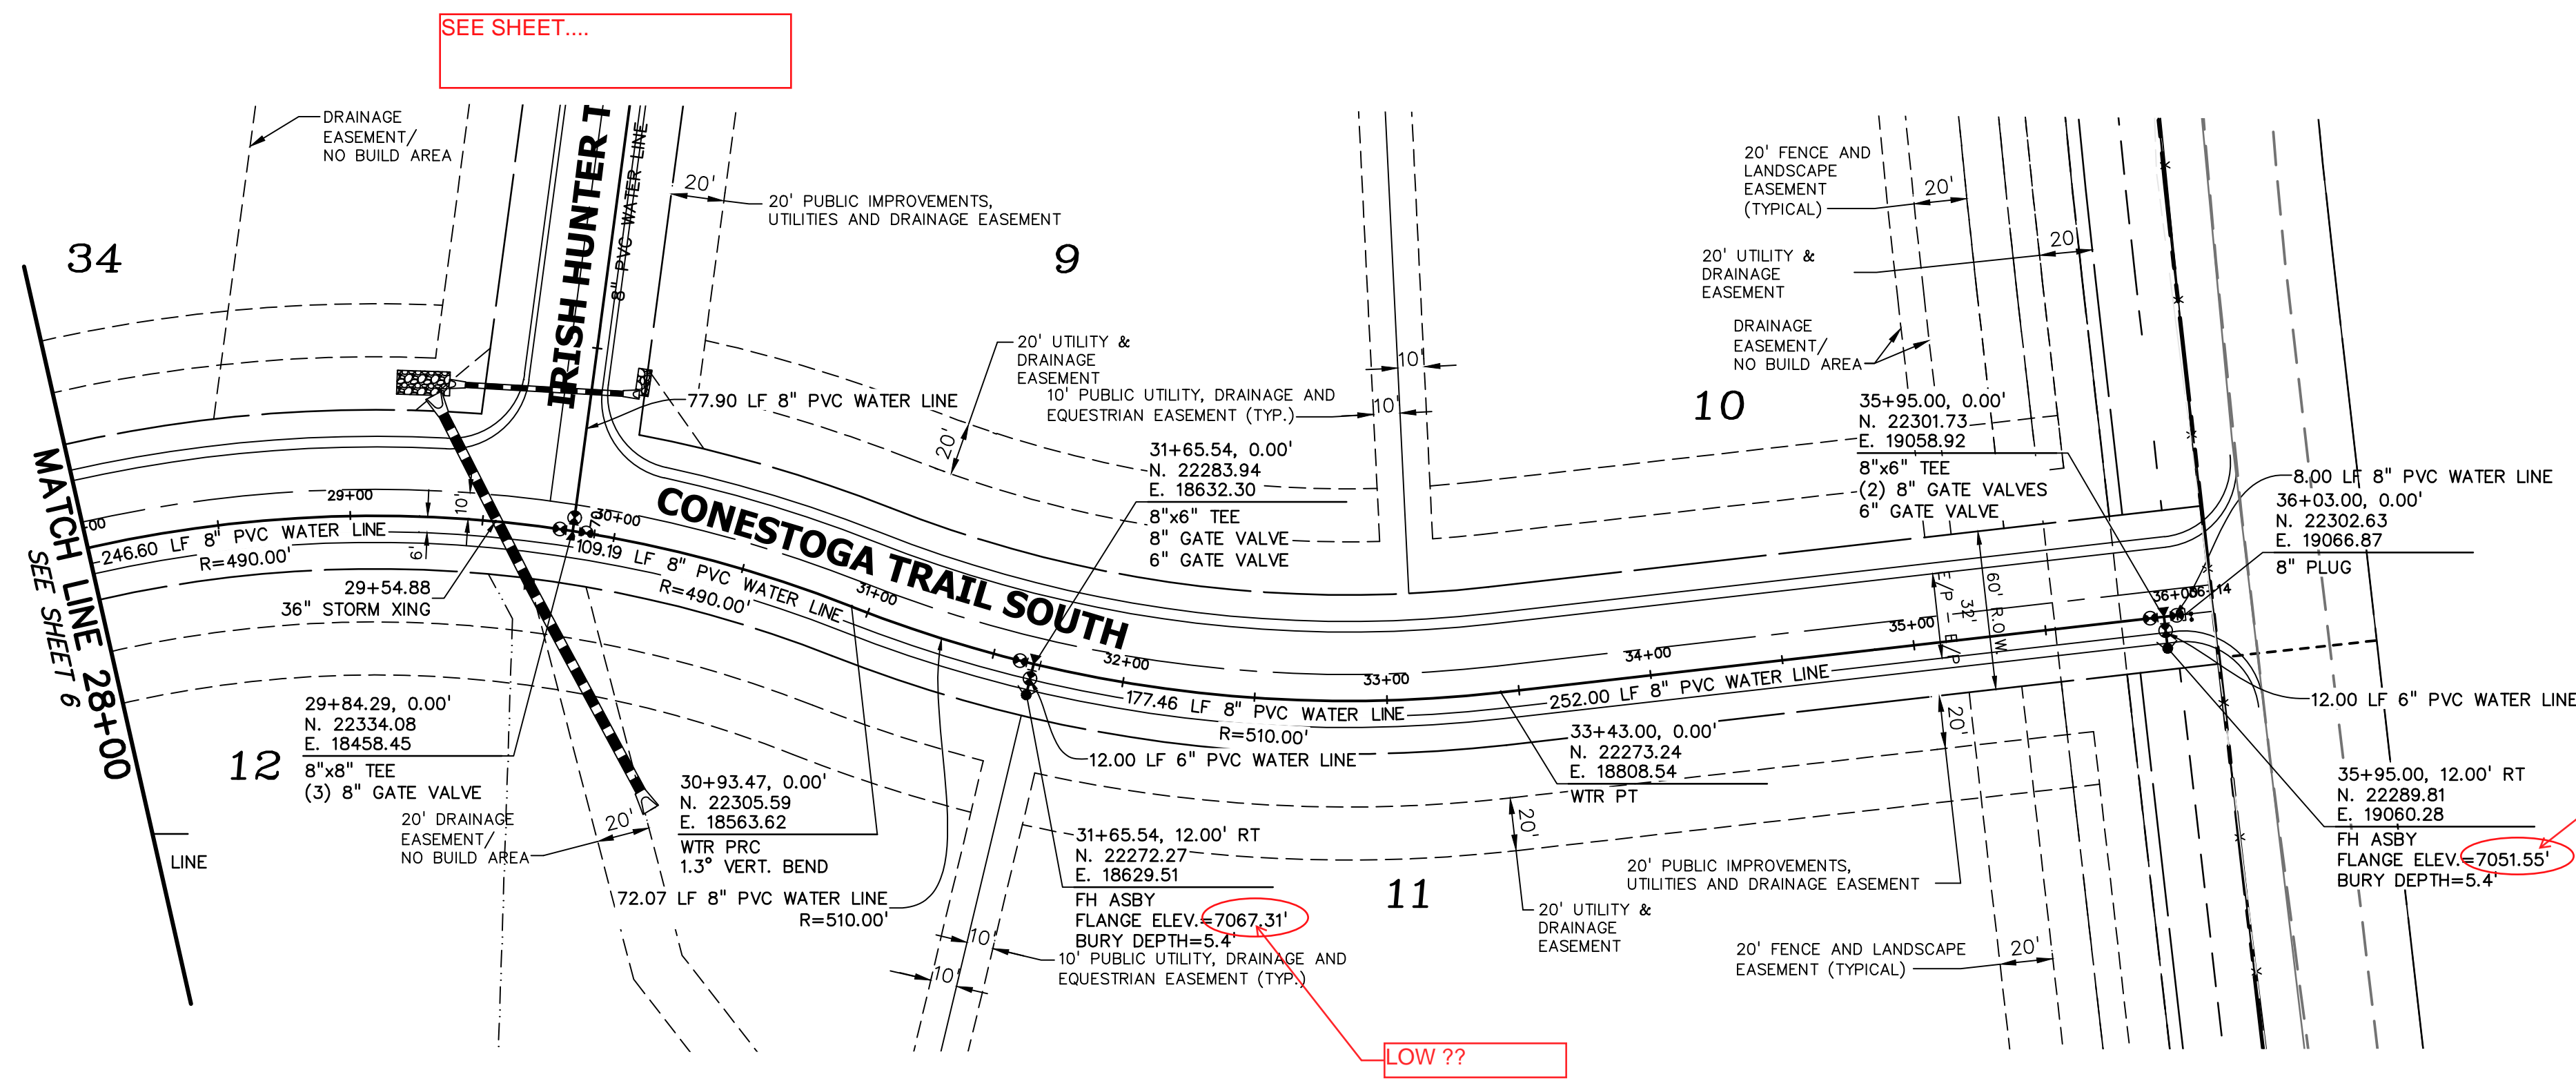 SEE SHEET....
DRAINAGE
EASEMENT/
NO BUILD AREA
IRISH HUNTER T
8" PVC WATER LINE
20'
20' PUBLIC IMPROVEMENTS,
UTILITIES AND DRAINAGE EASEMENT
34
9
20' FENCE AND
LANDSCAPE
EASEMENT
(TYPICAL)
20'
20' UTILITY &
DRAINAGE
EASEMENT
20'
DRAINAGE
EASEMENT/
NO BUILD AREA
20' UTILITY &
DRAINAGE
EASEMENT
20'
10' PUBLIC UTILITY, DRAINAGE AND
EQUESTRIAN EASEMENT (TYP.)
10'
10'
10
77.90 LF 8" PVC WATER LINE
31+65.54, 0.00'
N. 22283.94
E. 18632.30
8"x6" TEE
8" GATE VALVE
6" GATE VALVE
35+95.00, 0.00'
N. 22301.73
E. 19058.92
8"x6" TEE
(2) 8" GATE VALVES
6" GATE VALVE
8.00 LF 8" PVC WATER LINE
36+03.00, 0.00'
N. 22302.63
E. 19066.87
8" PLUG
MATCH LINE 28+00
SEE SHEET 6
+00
29+00
30+00
31+00
32+00
33+00
34+00
35+00
36+00
10'
6'
246.60 LF 8" PVC WATER LINE
R=490.00'
109.19 LF 8" PVC WATER LINE
R=490.00'
CONESTOGA TRAIL SOUTH
29+54.88
36" STORM XING
177.46 LF 8" PVC WATER LINE
R=510.00'
252.00 LF 8" PVC WATER LINE
E/P - E/P
32'
60' R.O.W.
12.00 LF 6" PVC WATER LINE
12.00 LF 6" PVC WATER LINE
12
29+84.29, 0.00'
N. 22334.08
E. 18458.45
8"x8" TEE
(3) 8" GATE VALVE
LINE
20' DRAINAGE
EASEMENT/
NO BUILD AREA
20'
30+93.47, 0.00'
N. 22305.59
E. 18563.62
WTR PRC
1.3° VERT. BEND
72.07 LF 8" PVC WATER LINE
R=510.00'
31+65.54, 12.00' RT
N. 22272.27
E. 18629.51
FH ASBY
FLANGE ELEV.=7067.31'
BURY DEPTH=5.4'
10'
10'
10' PUBLIC UTILITY, DRAINAGE AND
EQUESTRIAN EASEMENT (TYP.)
LOW ??
33+43.00, 0.00'
N. 22273.24
E. 18808.54
WTR PT
11
20'
20' UTILITY &
DRAINAGE
EASEMENT
20'
20' PUBLIC IMPROVEMENTS,
UTILITIES AND DRAINAGE EASEMENT
20' FENCE AND LANDSCAPE
EASEMENT (TYPICAL)
20'
35+95.00, 12.00' RT
N. 22289.81
E. 19060.28
FH ASBY
FLANGE ELEV.=7051.55'
BURY DEPTH=5.4'